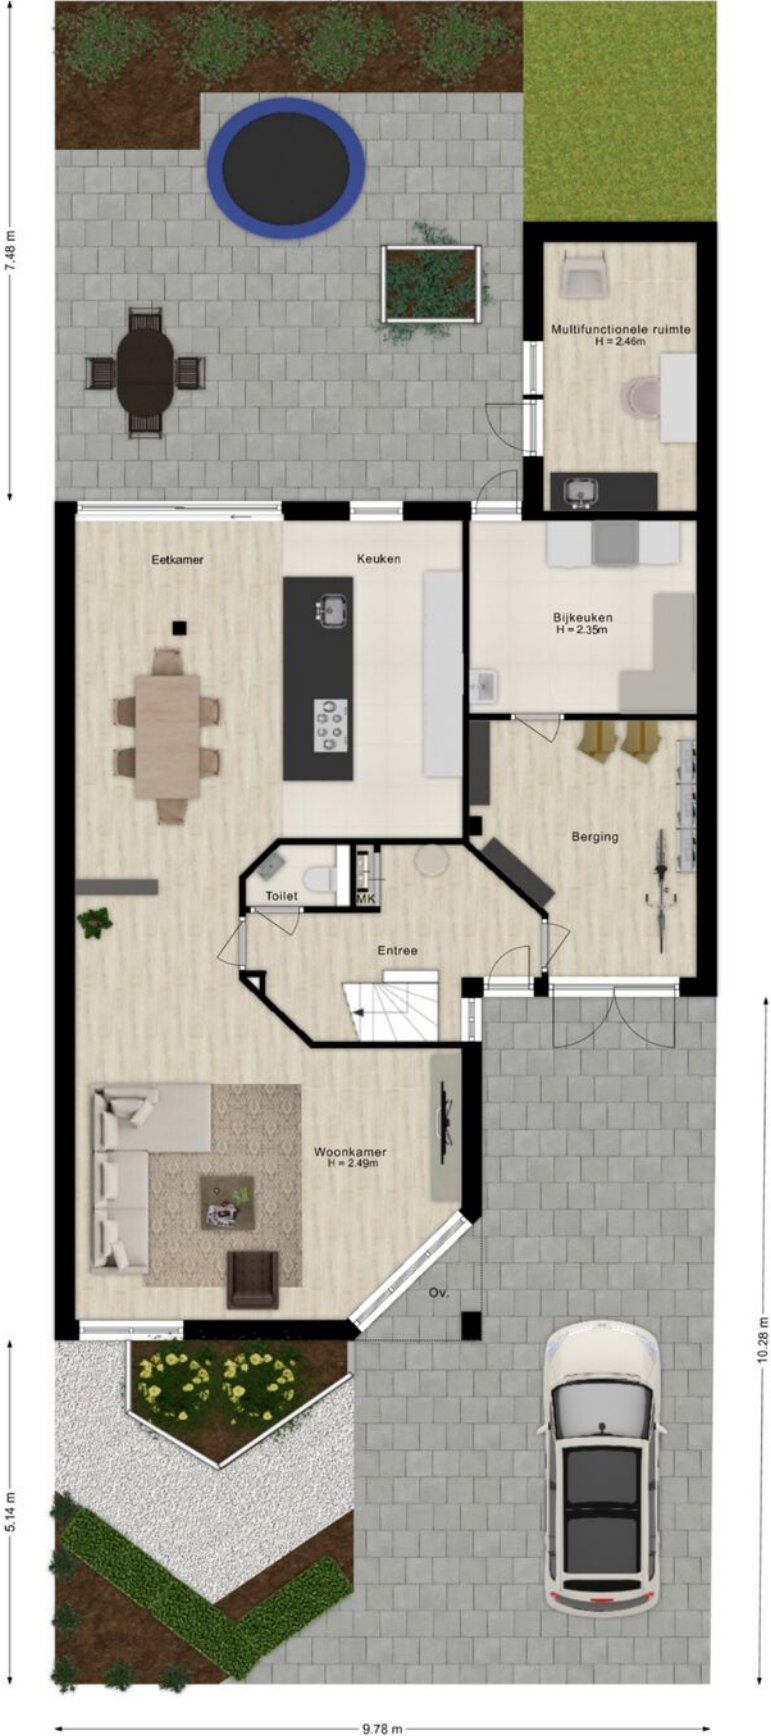 7.48 m
Multifunctionele ruimte
H = 2.46m
Eetkamer
Keuken
Bijkeuken
H = 2.35m
Berging
Toilet
MK
Entree
Woonkamer
H = 2.49m
Ov.
10.28 m
5.14 m
9.78 m